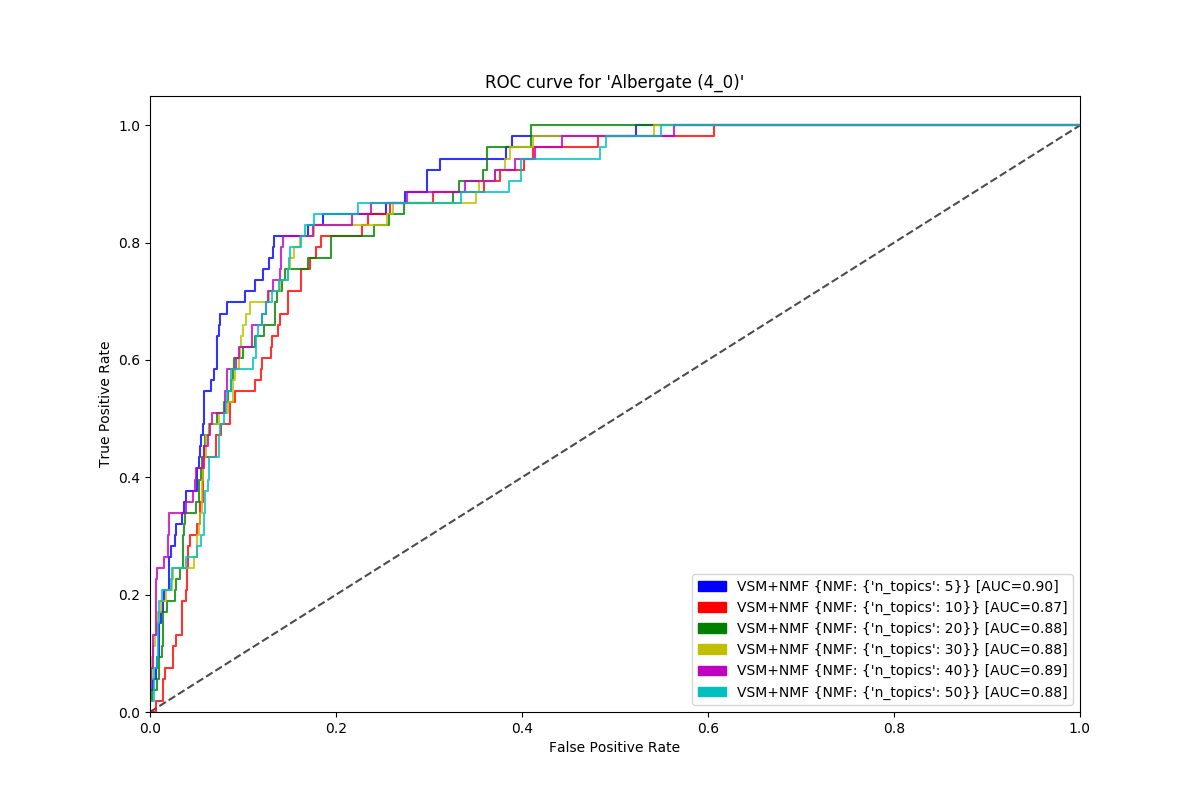 ROC curve for 'Albergate (4_0)'
True Positive Rate
1.0
0.8
0.6
0.4
0.2
0.0
0.0 0.2 0.4 0.6 0.8 1.0
False Positive Rate
VSM+NMF {NMF: {'n_topics': 5}} [AUC=0.90]
VSM+NMF {NMF: {'n_topics': 10}} [AUC=0.87]
VSM+NMF {NMF: {'n_topics': 20}} [AUC=0.88]
VSM+NMF {NMF: {'n_topics': 30}} [AUC=0.88]
VSM+NMF {NMF: {'n_topics': 40}} [AUC=0.89]
VSM+NMF {NMF: {'n_topics': 50}} [AUC=0.88]